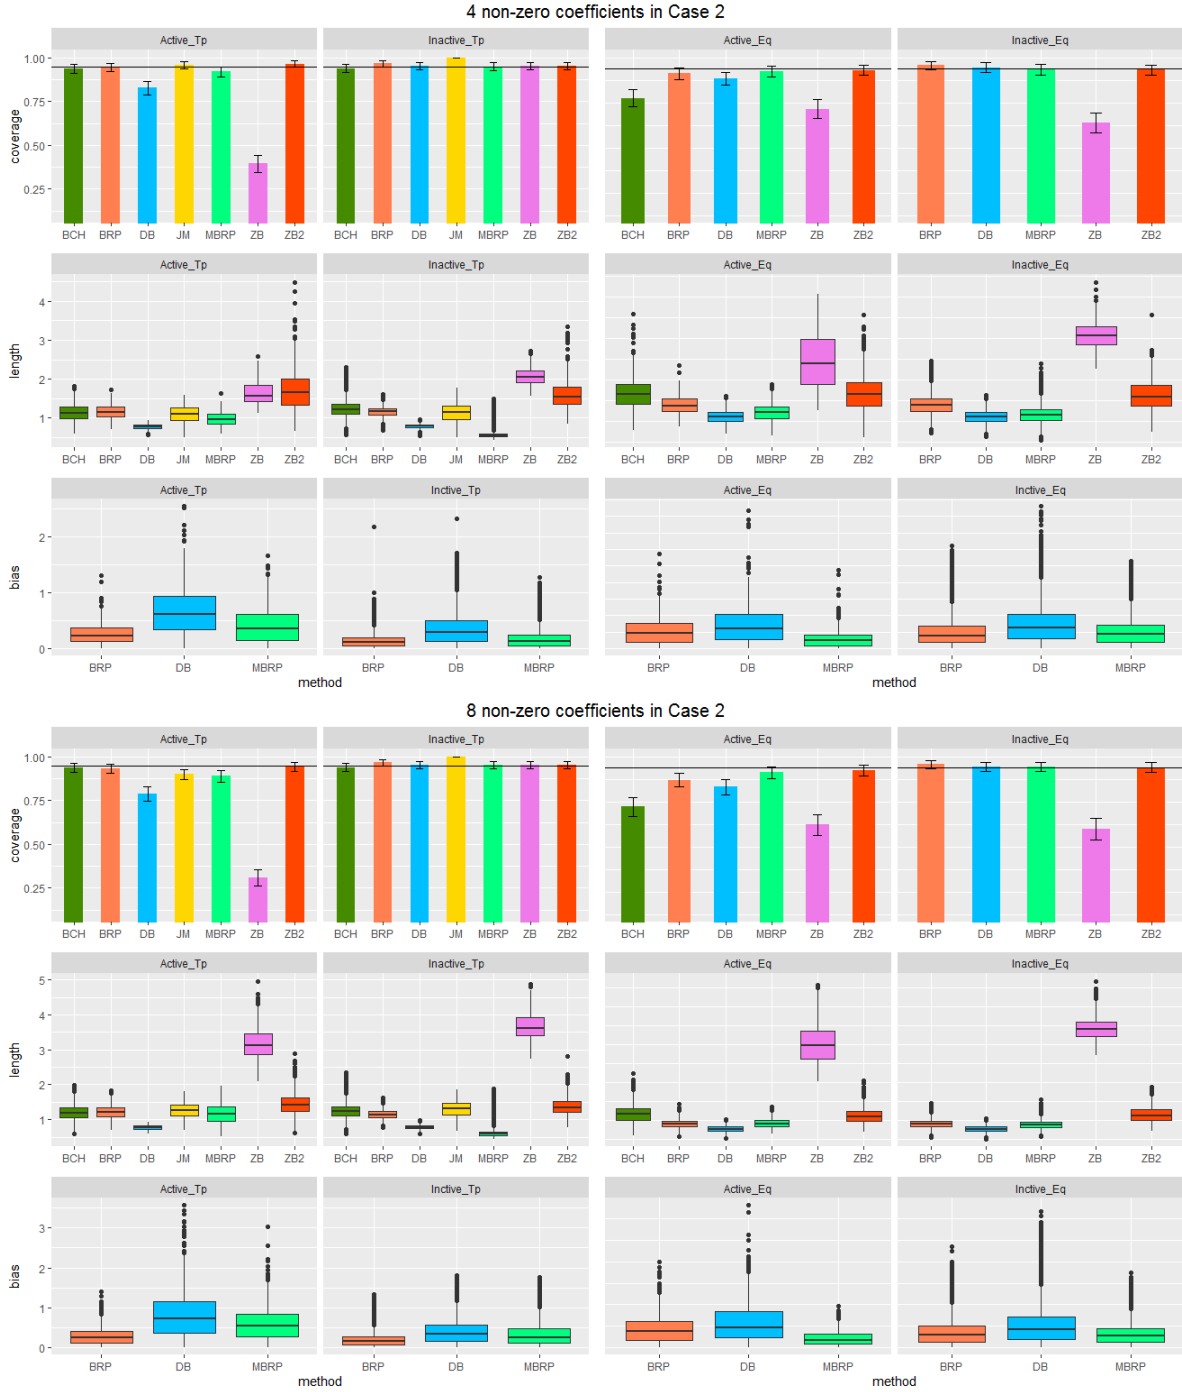 4 non-zero coefficients in Case 2
Active_Tp Inactive_Tp Active_Eq Inactive_Eq
coverage
1.00
0.75
0.50
0.25
BCH BRP DB JM MBRP ZB ZB2 BCH BRP DB JM MBRP ZB ZB2 BCH BRP DB MBRP ZB ZB2 BRP DB MBRP ZB ZB2
Active_Tp Inactive_Tp Active_Eq Inactive_Eq
length
4
3
2
1
BCH BRP DB JM MBRP ZB ZB2 BCH BRP DB JM MBRP ZB ZB2 BCH BRP DB MBRP ZB ZB2 BRP DB MBRP ZB ZB2
Active_Tp Inctive_Tp Active_Eq Inctive_Eq
bias
2
1
0
BRP DB MBRP BRP DB MBRP BRP DB MBRP BRP DB MBRP
method method
8 non-zero coefficients in Case 2
Active_Tp Inactive_Tp Active_Eq Inactive_Eq
coverage
1.00
0.75
0.50
0.25
BCH BRP DB JM MBRP ZB ZB2 BCH BRP DB JM MBRP ZB ZB2 BCH BRP DB MBRP ZB ZB2 BRP DB MBRP ZB ZB2
Active_Tp Inactive_Tp Active_Eq Inactive_Eq
length
5
4
3
2
1
BCH BRP DB JM MBRP ZB ZB2 BCH BRP DB JM MBRP ZB ZB2 BCH BRP DB MBRP ZB ZB2 BRP DB MBRP ZB ZB2
Active_Tp Inctive_Tp Active_Eq Inctive_Eq
bias
3
2
1
0
BRP DB MBRP BRP DB MBRP BRP DB MBRP BRP DB MBRP
method method